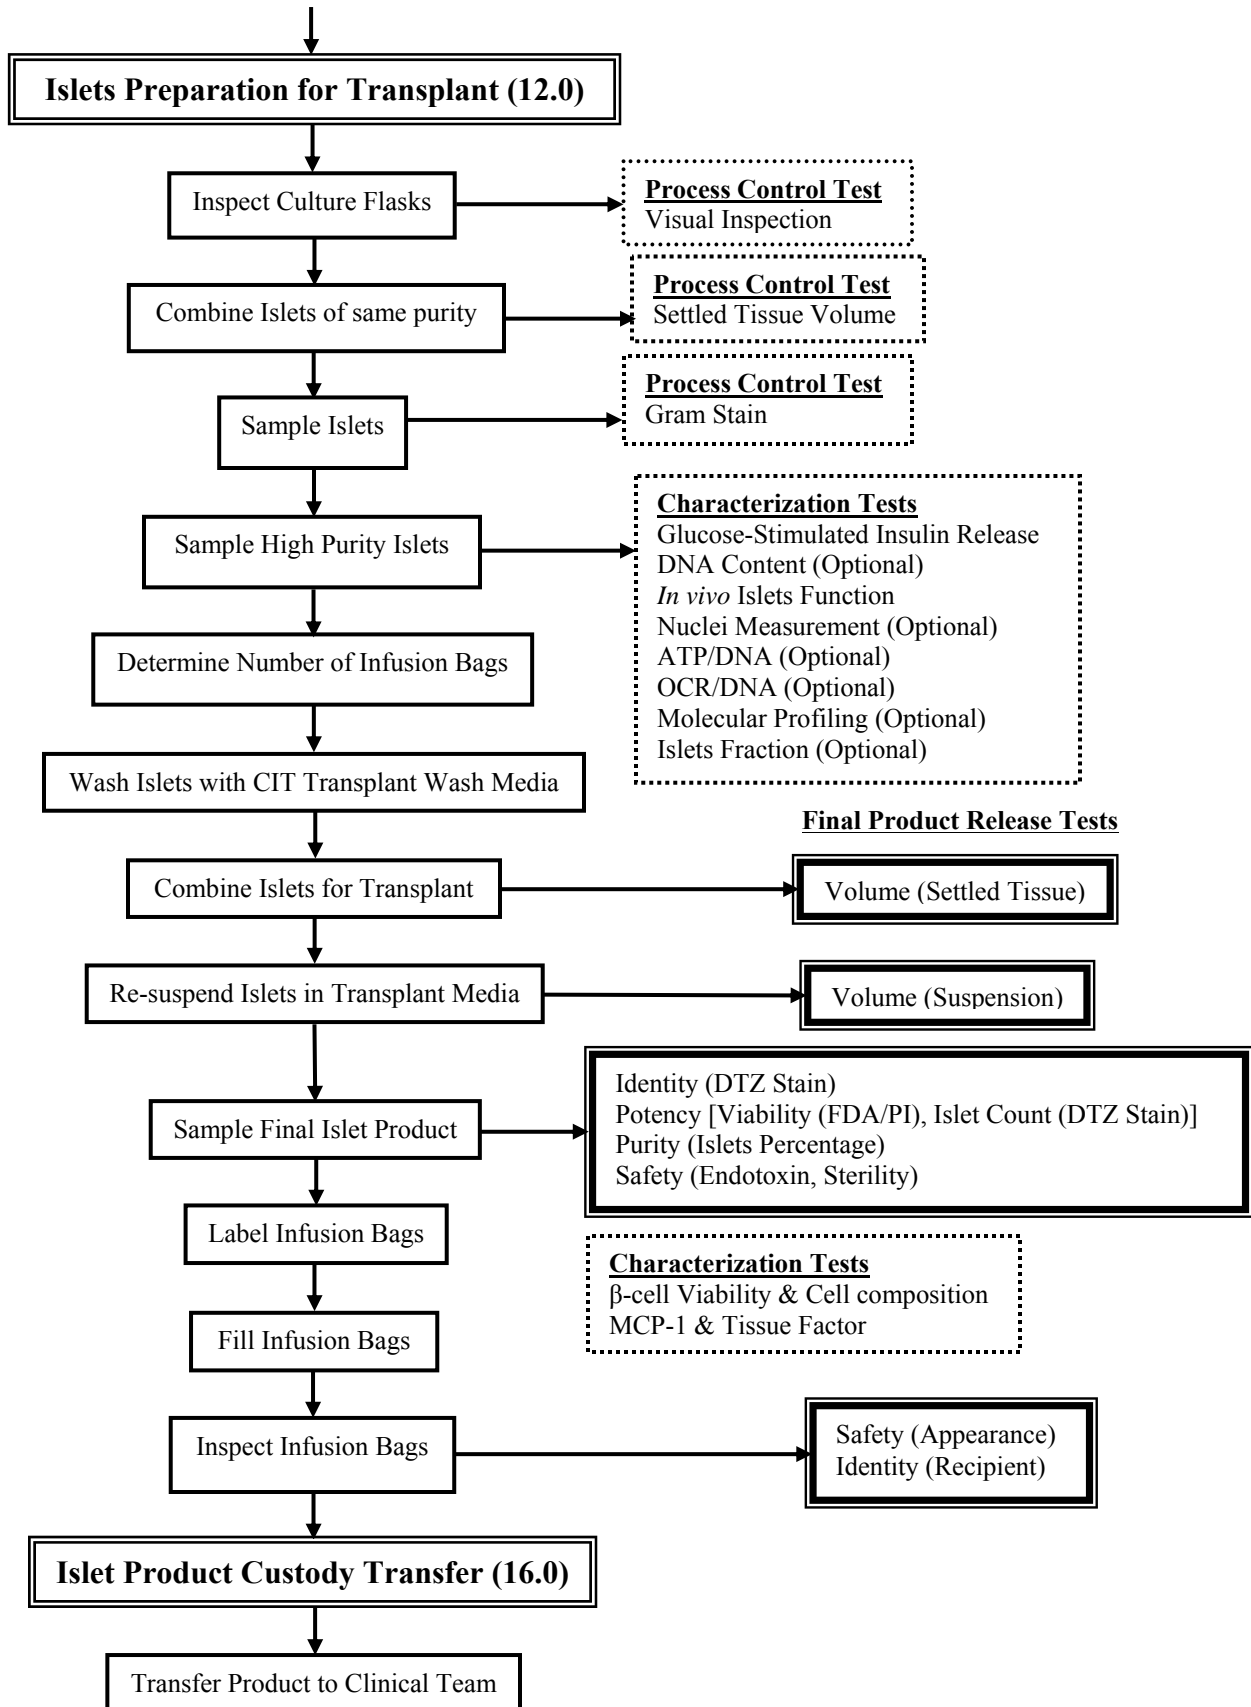 Islets Preparation for Transplant (12.0)
Inspect Culture Flasks
Process Control Test
Visual Inspection
Combine Islets of same purity
Process Control Test
Settled Tissue Volume
Sample Islets
Process Control Test
Gram Stain
Sample High Purity Islets
Characterization Tests
Glucose-Stimulated Insulin Release
DNA Content (Optional)
In vivo Islets Function
Nuclei Measurement (Optional)
ATP/DNA (Optional)
OCR/DNA (Optional)
Molecular Profiling (Optional)
Islets Fraction (Optional)
Determine Number of Infusion Bags
Wash Islets with CIT Transplant Wash Media
Final Product Release Tests
Combine Islets for Transplant
Volume (Settled Tissue)
Re-suspend Islets in Transplant Media
Volume (Suspension)
Sample Final Islet Product
Identity (DTZ Stain)
Potency [Viability (FDA/PI), Islet Count (DTZ Stain)]
Purity (Islets Percentage)
Safety (Endotoxin, Sterility)
Label Infusion Bags
Characterization Tests
β-cell Viability & Cell composition
MCP-1 & Tissue Factor
Fill Infusion Bags
Inspect Infusion Bags
Safety (Appearance)
Identity (Recipient)
Islet Product Custody Transfer (16.0)
Transfer Product to Clinical Team